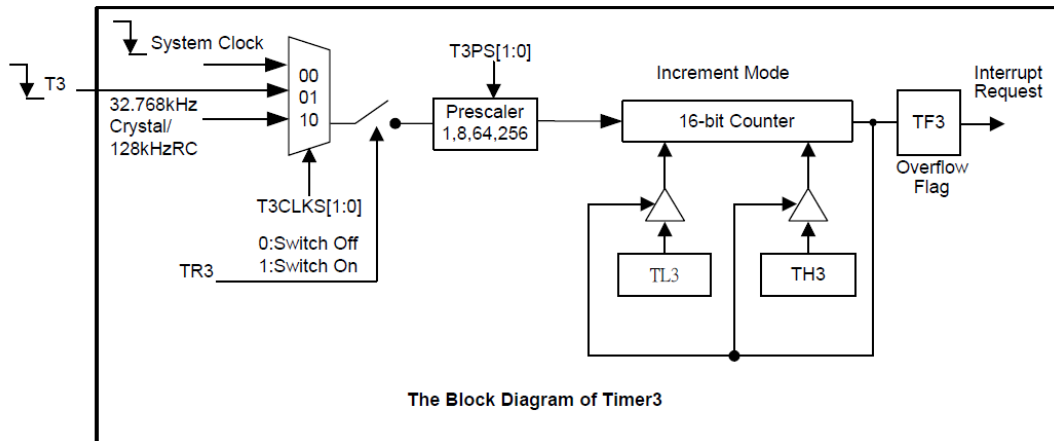 System Clock
T3
32.768kHz
Crystal/
128kHzRC
00
01
10
T3CLKS[1:0]
0:Switch Off
1:Switch On
TR3
T3PS[1:0]
Prescaler
1,8,64,256
Increment Mode
16-bit Counter
TL3
TH3
Interrupt
Request
TF3
Overflow
Flag
The Block Diagram of Timer3